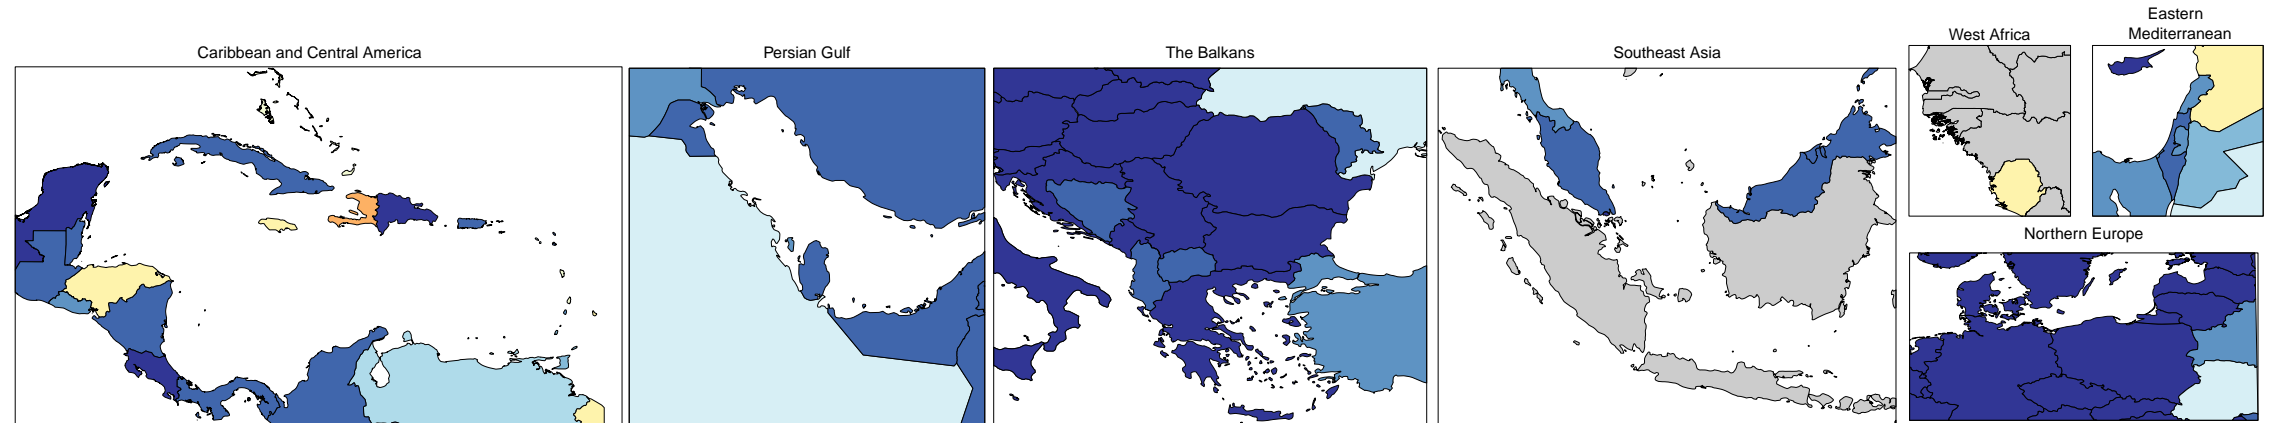 Caribbean and Central America
Persian Gulf
The Balkans
Southeast Asia
West Africa
Eastern
Mediterranean
Northern Europe